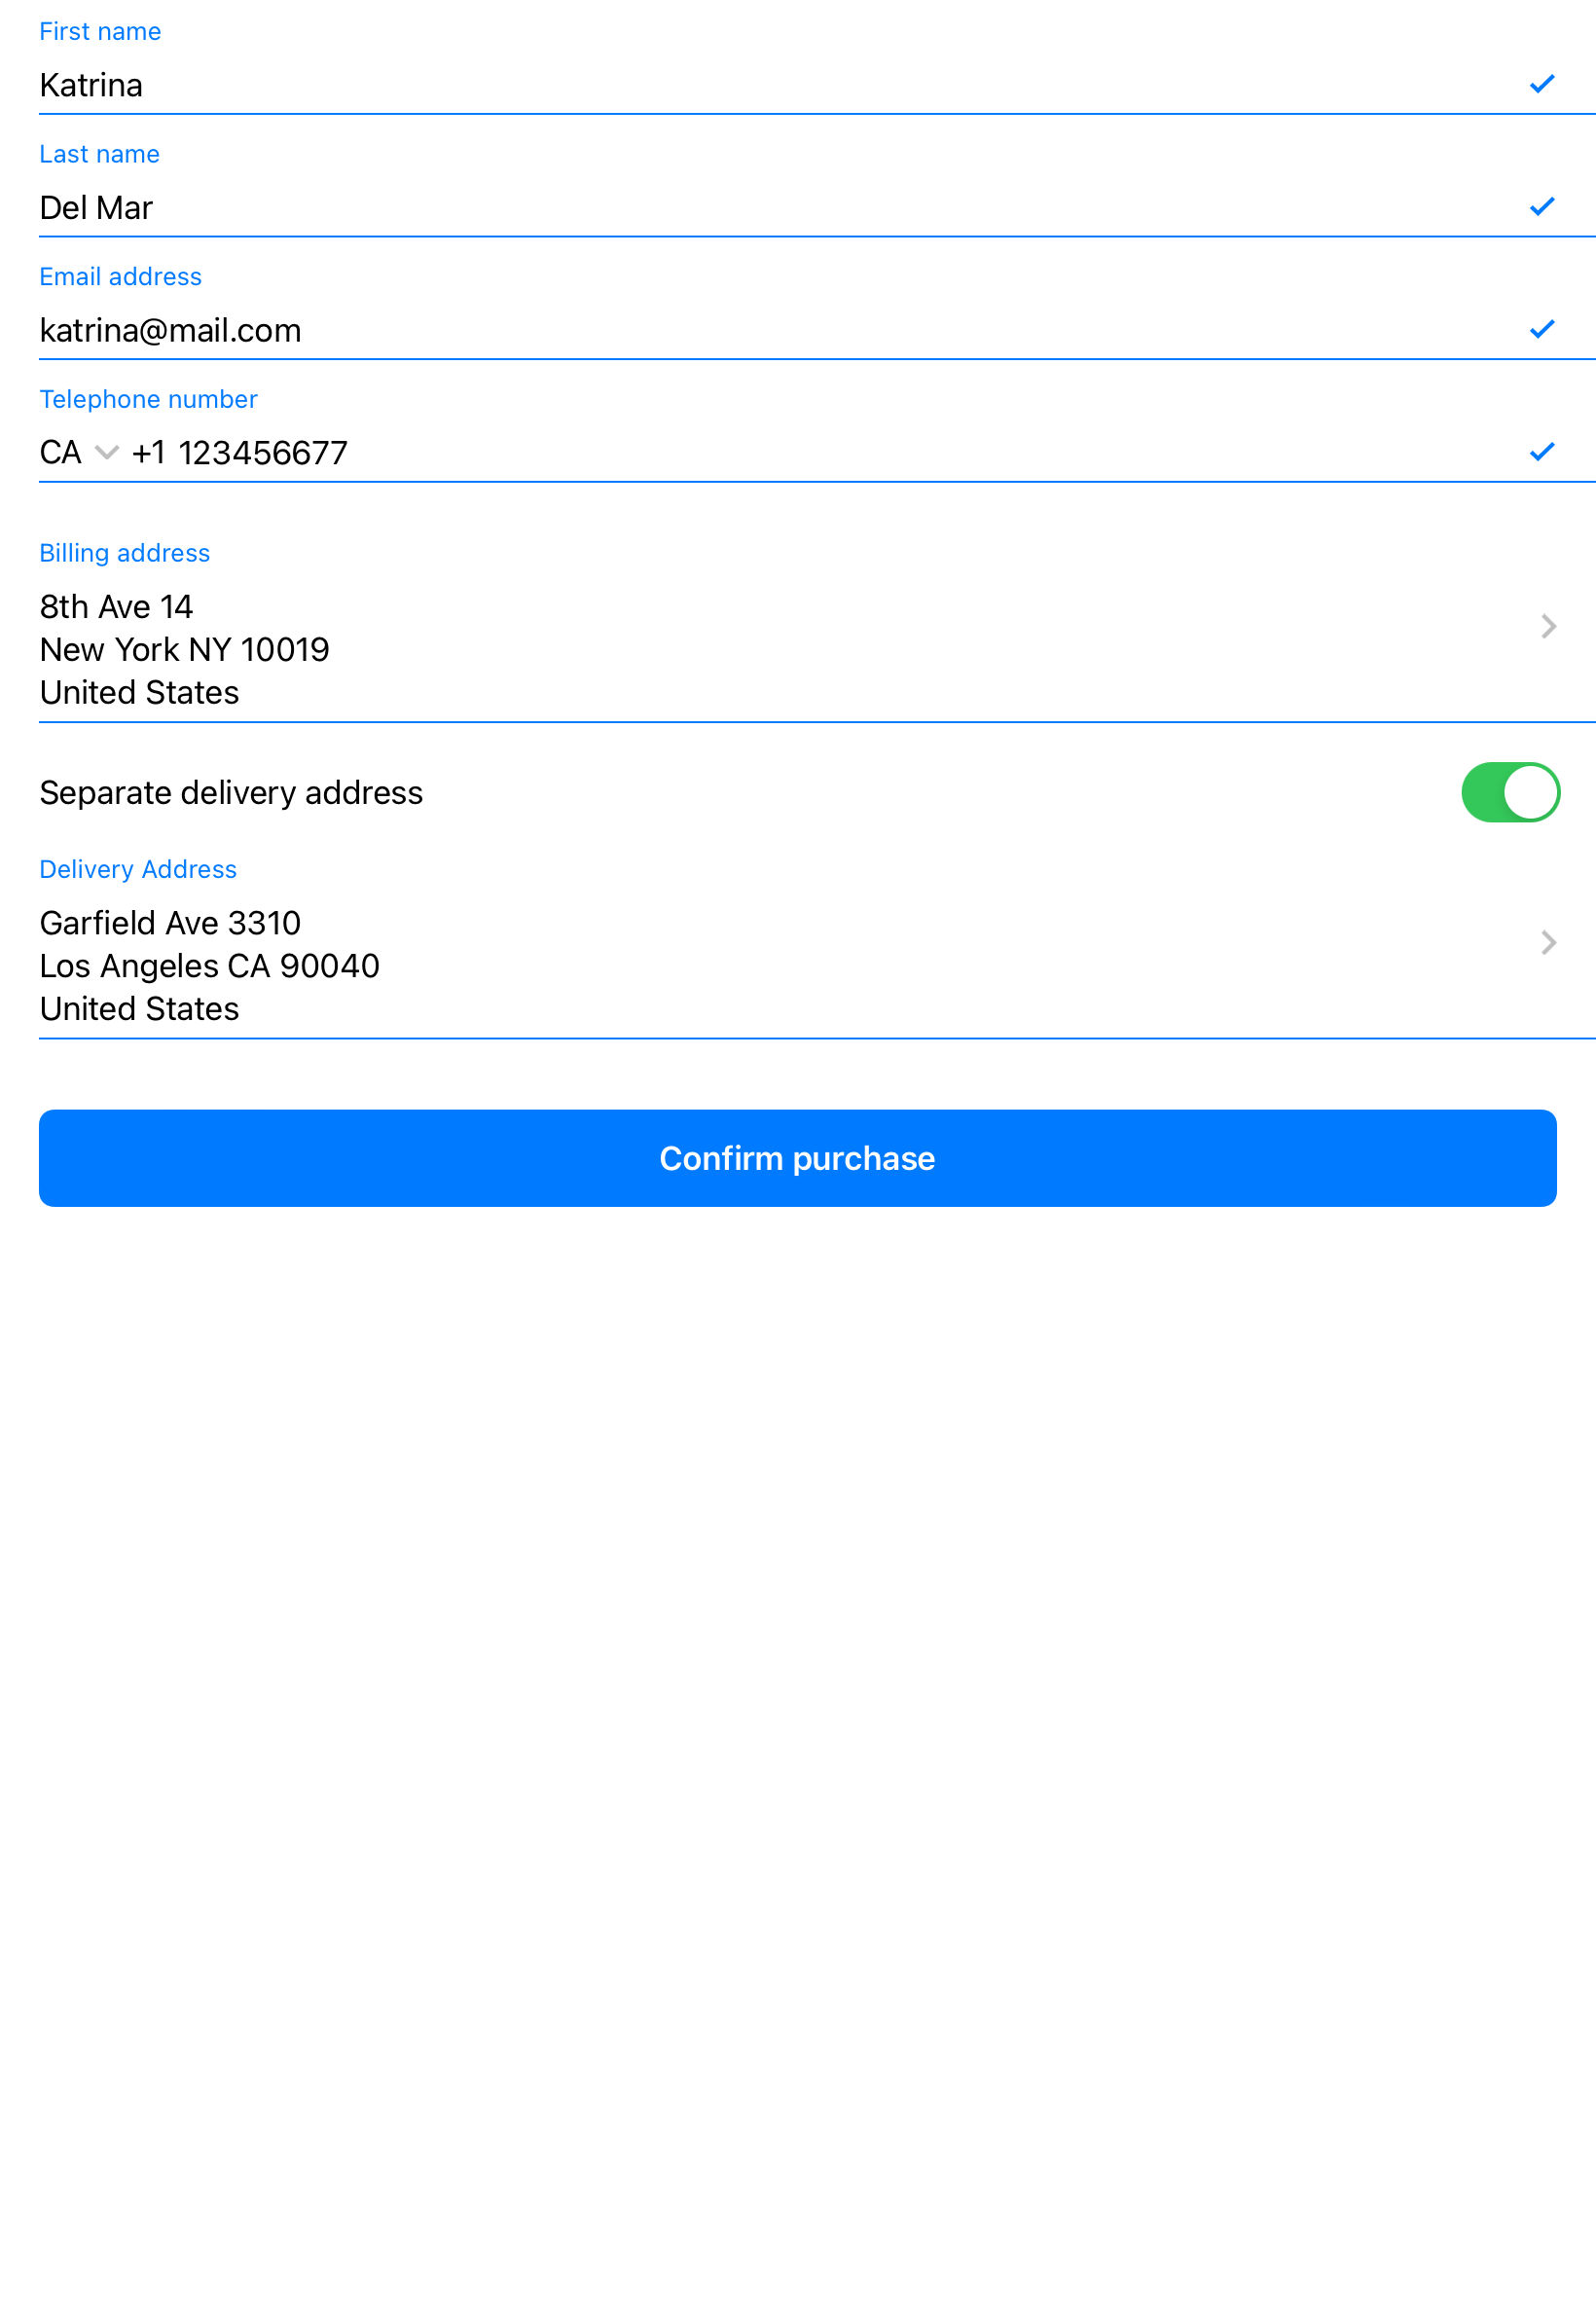 First name
Katrina
Last name
Del Mar
Email address
katrina@mail.com
Telephone number
CA +1 123456677
Billing address
8th Ave 14
New York NY 10019
United States
Separate delivery address
Delivery Address
Garfield Ave 3310
Los Angeles CA 90040
United States
Confirm purchase